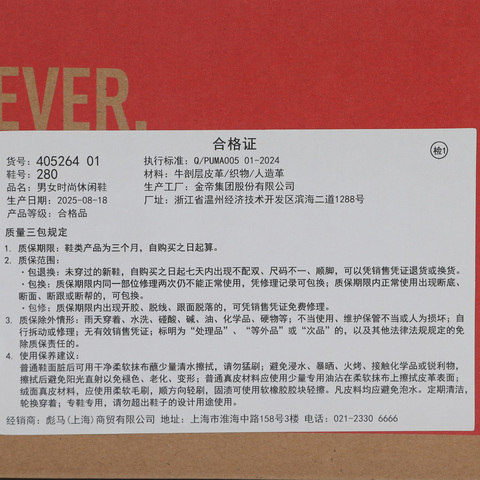 EVER.
合格证
检1
货号：405264 01
鞋号：280
品名：男女时尚休闲鞋
生产日期：2025-08-18
产品等级：合格品
执行标准：Q/PUMA005 01-2024
材料：牛剖层皮革/织物/人造革
生产工厂：金帝集团股份有限公司
厂址：浙江省温州经济技术开发区滨海二道1288号
质量三包规定
1. 质保期限：鞋类产品为三个月，自购买之日起算。
2. 质保范围：
·包退换：未穿过的新鞋，自购买之日起七天内出现不配双、尺码不一、顺脚，可以凭销售凭证退货或换货。
·包换：质保期限内同一部位修理两次仍不能正常使用，凭修理记录可包换；质保期限内正常使用出现断底、
断面、断跟或断帮的，可包换。
·包修：质保期限内出现开胶、脱线、跟面脱落的，可凭销售凭证免费修理。
3. 质保除外情形：雨天穿着、水洗、碰酸、碱、油、化学品、硬物等；不当使用、维护保管不当或人为损坏；自
行拆动或修理；无有效销售凭证；标明为“处理品”、“等外品”或“次品”的，以及其他法律法规规定的免
除质保责任的。
4. 使用保养建议：
普通鞋面脏后可用干净柔软抹布蘸少量清水擦拭，请勿猛刷；避免浸水、暴晒、火烤、接触化学品或锐利物，
擦拭后避免阳光直射以免褪色、老化、变形；普通真皮材料应使用少量专用油沾在柔软抹布上擦拭皮革表面；
绒面真皮材料，应使用柔软毛刷，顺方向轻刷，固渍可使用软橡胶胶块轻擦。凡皮料均应避免泡水。定期清洁，
轮换穿着；专鞋专用，请勿超出鞋子的设计用途使用。
经销商：彪马(上海)商贸有限公司 地址：上海市淮海中路158号3楼 电话：021-2330 6666